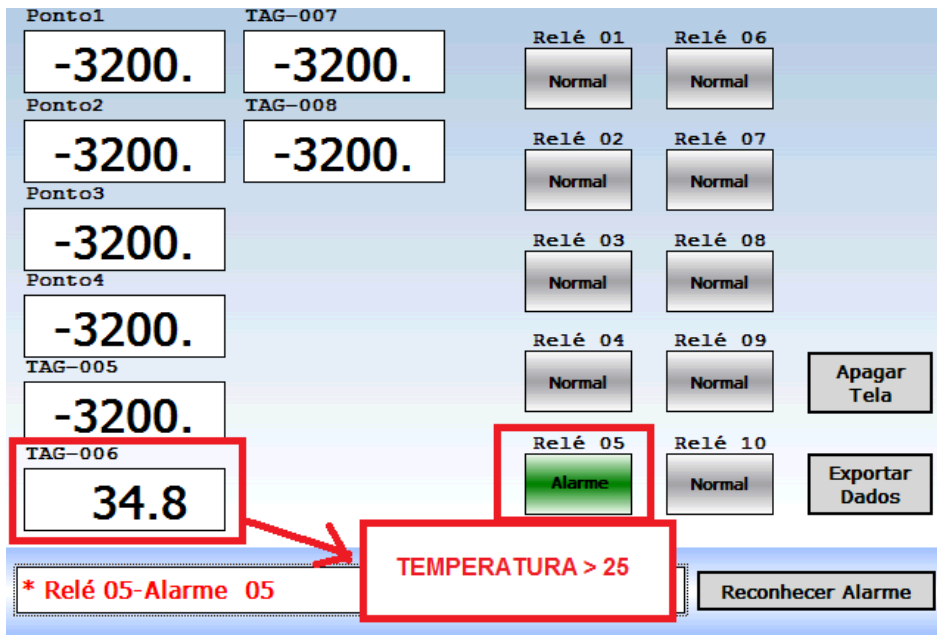 Ponto1
-3200.
TAG-007
-3200.
Ponto2
-3200.
TAG-008
-3200.
Ponto3
-3200.
Ponto4
-3200.
TAG-005
-3200.
TAG-006
34.8
Relé 01
Normal
Relé 06
Normal
Relé 02
Normal
Relé 07
Normal
Relé 03
Normal
Relé 08
Normal
Relé 04
Normal
Relé 09
Normal
Relé 05
Alarme
Relé 10
Normal
Apagar
Tela
Exportar
Dados
TEMPERATURA > 25
* Relé 05-Alarme 05
Reconhecer Alarme